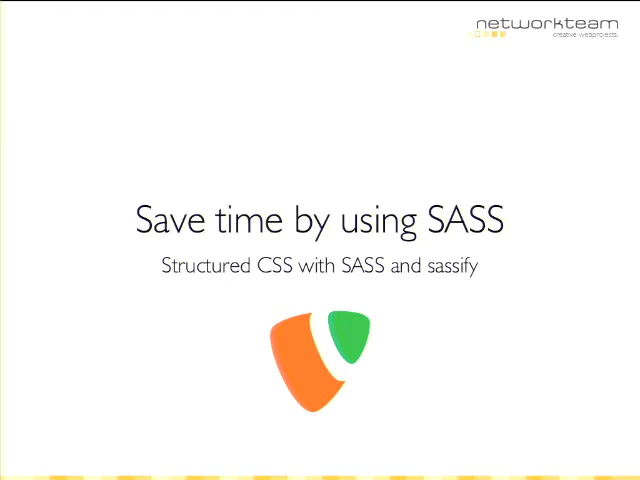 networkteam
creative webprojects.
Save time by using SASS
Structured CSS with SASS and sassify